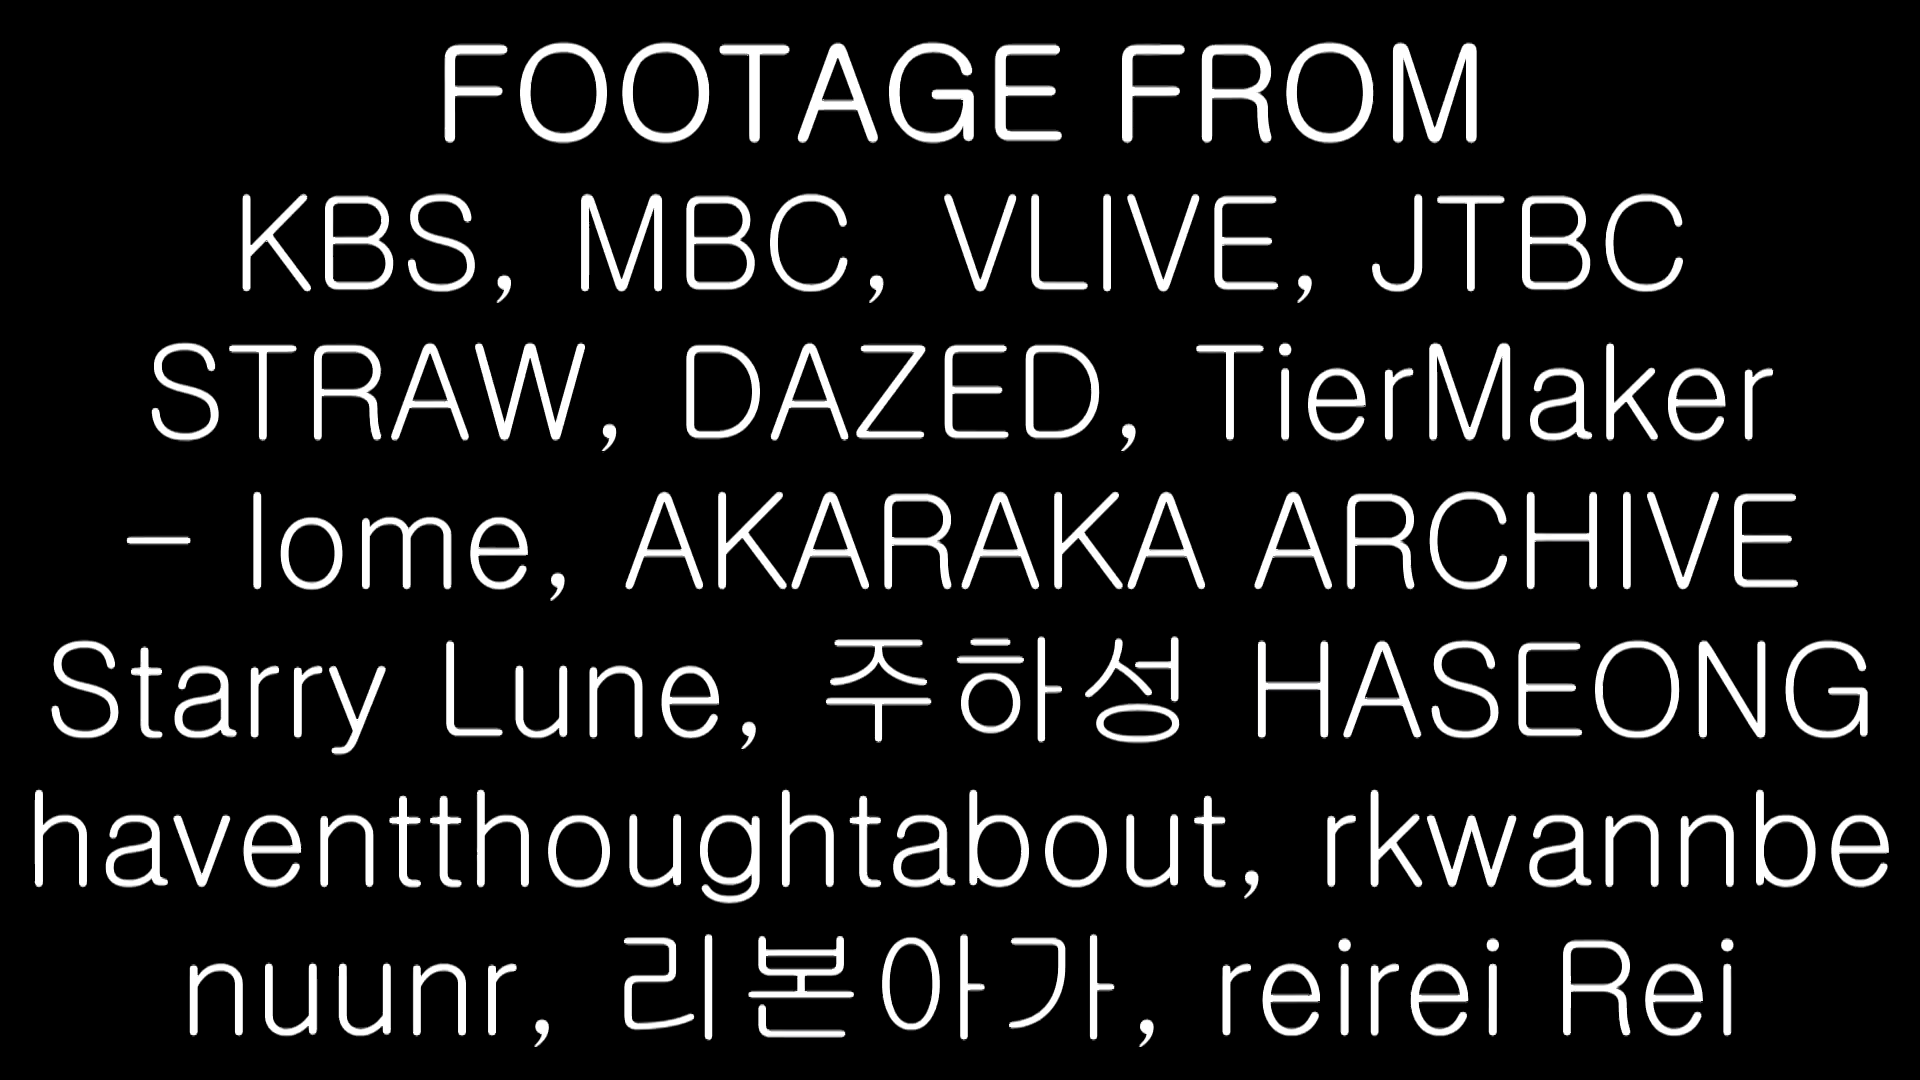 FOOTAGE FROM
KBS, MBC, VLIVE, JTBC
STRAW, DAZED, TierMaker
– lome, AKARAKA ARCHIVE
Starry Lune, 주하성 HASEONG
haventthoughtabout, rkwannbe
nuunr, 리본아가, reirei Rei